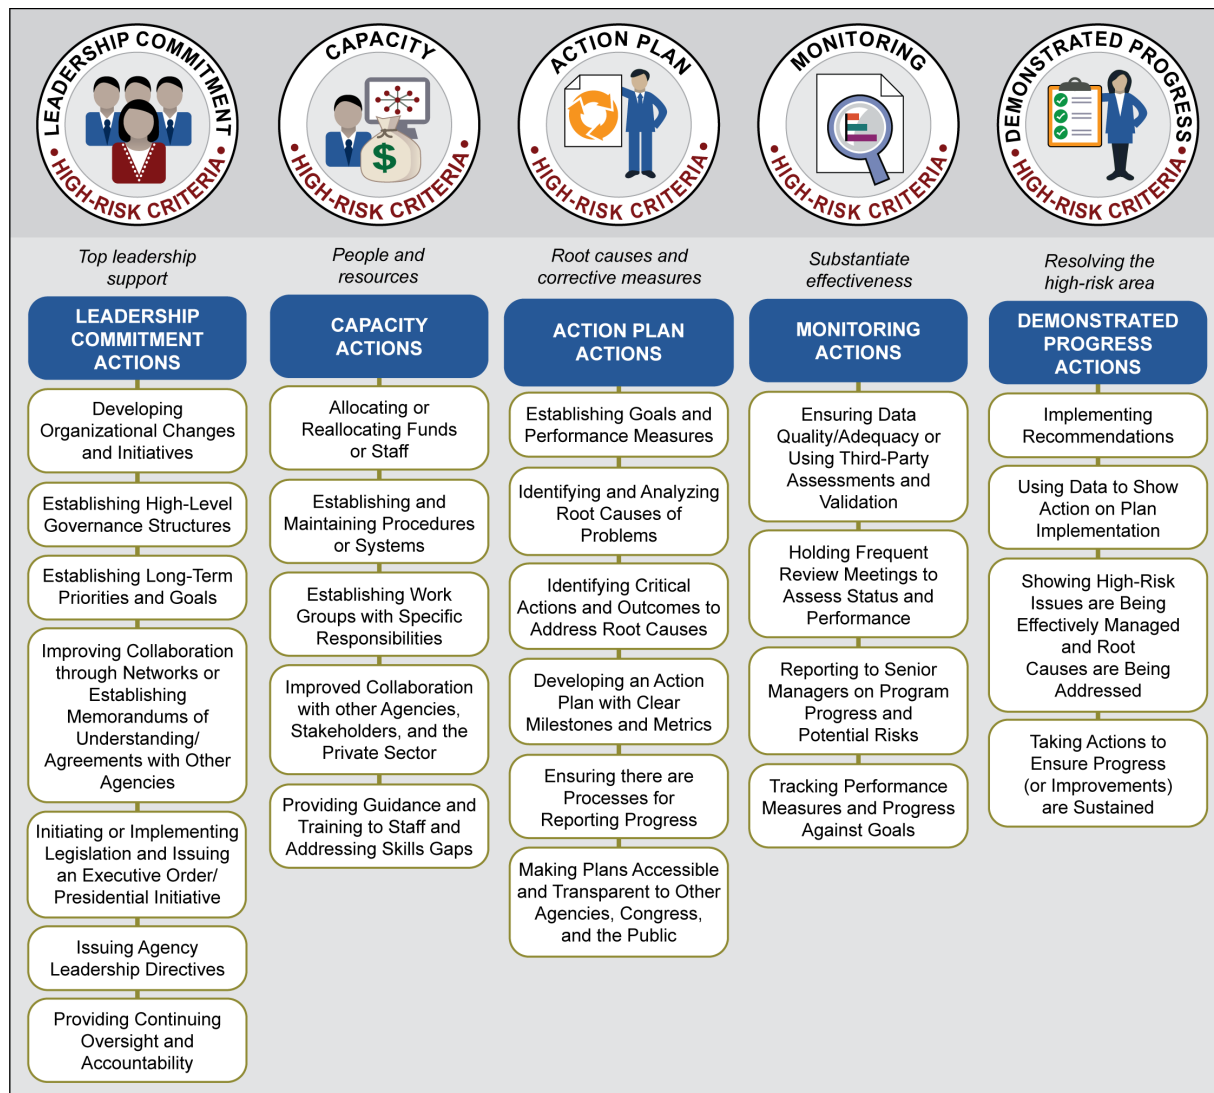 LEADERSHIP COMMITMENT
HIGH-RISK CRITERIA
CAPACITY
$
HIGH-RISK CRITERIA
ACTION PLAN
HIGH-RISK CRITERIA
MONITORING
HIGH-RISK CRITERIA
DEMONSTRATED PROGRESS
HIGH-RISK CRITERIA
Top leadership
support
LEADERSHIP
COMMITMENT
ACTIONS
Developing
Organizational Changes
and Initiatives
Establishing High-Level
Governance Structures
Establishing Long-Term
Priorities and Goals
Improving Collaboration
through Networks or
Establishing
Memorandums of
Understanding/
Agreements with Other
Agencies
Initiating or Implementing
Legislation and Issuing
an Executive Order/
Presidential Initiative
Issuing Agency
Leadership Directives
Providing Continuing
Oversight and
Accountability
People and
resources
CAPACITY
ACTIONS
Allocating or
Reallocating Funds
or Staff
Establishing and
Maintaining Procedures
or Systems
Establishing Work
Groups with Specific
Responsibilities
Improved Collaboration
with other Agencies,
Stakeholders, and the
Private Sector
Providing Guidance and
Training to Staff and
Addressing Skills Gaps
Root causes and
corrective measures
ACTION PLAN
ACTIONS
Establishing Goals and
Performance Measures
Identifying and Analyzing
Root Causes of
Problems
Identifying Critical
Actions and Outcomes to
Address Root Causes
Developing an Action
Plan with Clear
Milestones and Metrics
Ensuring there are
Processes for
Reporting Progress
Making Plans Accessible
and Transparent to Other
Agencies, Congress,
and the Public
Substantiate
effectiveness
MONITORING
ACTIONS
Ensuring Data
Quality/Adequacy or
Using Third-Party
Assessments and
Validation
Holding Frequent
Review Meetings to
Assess Status and
Performance
Reporting to Senior
Managers on Program
Progress and
Potential Risks
Tracking Performance
Measures and Progress
Against Goals
Resolving the
high-risk area
DEMONSTRATED
PROGRESS
ACTIONS
Implementing
Recommendations
Using Data to Show
Action on Plan
Implementation
Showing High-Risk
Issues are Being
Effectively Managed
and Root
Causes are Being
Addressed
Taking Actions to
Ensure Progress
(or Improvements)
are Sustained